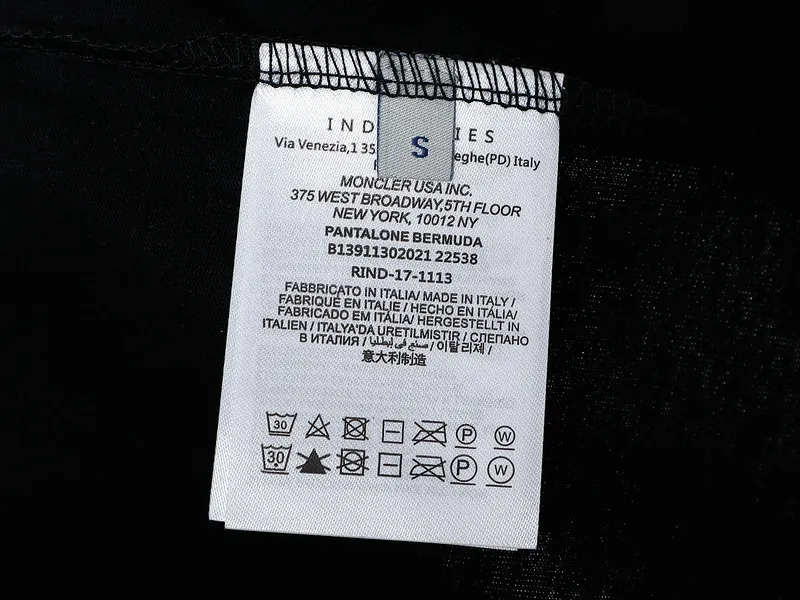 S
IND IES
Via Venezia,1 35 eghe(PD) Italy
MONCLER USA INC.
375 WEST BROADWAY,5TH FLOOR
NEW YORK, 10012 NY
PANTALONE BERMUDA
B13911302021 22538
RIND-17-1113
FABBRICATO IN ITALIA/ MADE IN ITALY /
FABRIQUÉ EN ITALIE / HECHO EN ITALIA/
FABRICADO EM ITÁLIA/ HERGESTELLT IN
ITALIEN / ITALYA'DA URETILMISTIR / СЛЕПАНО
В ИТАЛИЯ / صنع في إيطليا / 이탈리제 /
意大利制造
30 P W
30 P W